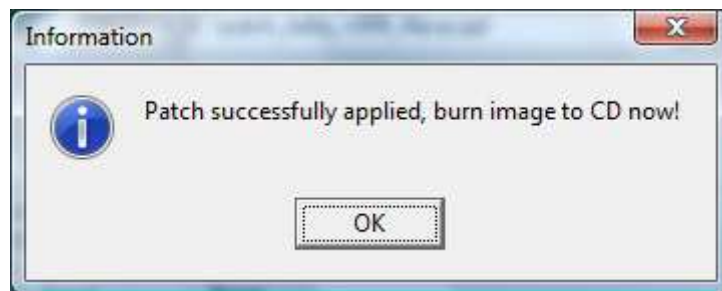 Information
Patch successfully applied, burn image to CD now!
OK